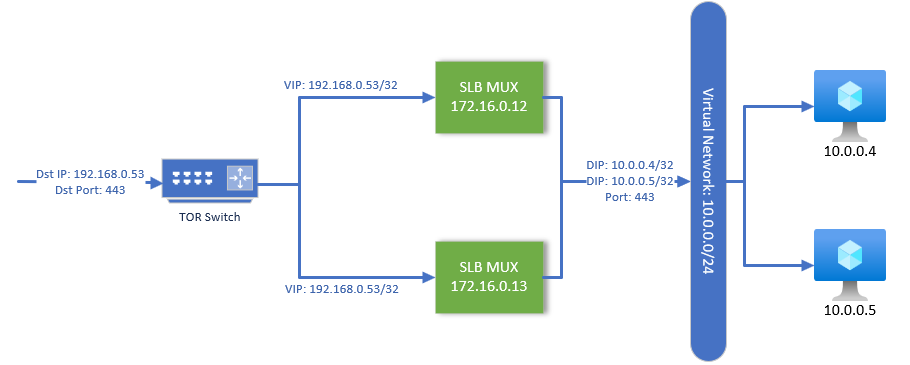 Dst IP: 192.168.0.53
Dst Port: 443
TOR Switch
VIP: 192.168.0.53/32
SLB MUX
172.16.0.12
VIP: 192.168.0.53/32
SLB MUX
172.16.0.13
DIP: 10.0.0.4/32
DIP: 10.0.0.5/32
Port: 443
Virtual Network: 10.0.0.0/24
10.0.0.4
10.0.0.5